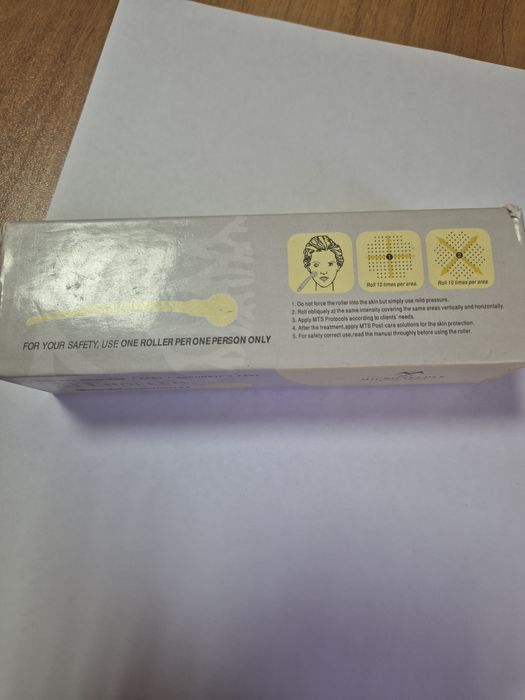 1
2
Roll 10 times per area.
Roll 10 times per area.
1. Do not force the roller into the skin but simply use mild pressure.
2. Roll obliquely at the same intensity covering the same areas vertically and horizontally.
3. Apply MTS Protocols according to clients' needs.
4. After the treatment,apply MTS Post-care solutions for the skin protection.
5. For safety correct use,read the manual throughly before using the roller.
FOR YOUR SAFETY, USE ONE ROLLER PER ONE PERSON ONLY